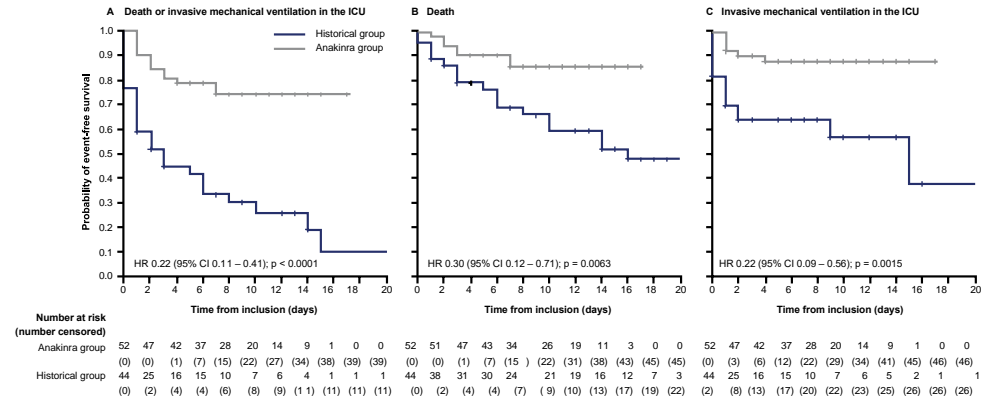 A Death or invasive mechanical ventilation in the ICU
B Death
C Invasive mechanical ventilation in the ICU
Historical group
Anakinra group
Probability of event-free survival
1.0
0.9
0.8
0.7
0.6
0.5
0.4
0.3
0.2
0.1
0.0
HR 0.22 (95% CI 0.11 – 0.41); p < 0.0001
HR 0.30 (95% CI 0.12 – 0.71); p = 0.0063
HR 0.22 (95% CI 0.09 – 0.56); p = 0.0015
0 2 4 6 8 10 12 14 16 18 20 0 2 4 6 8 10 12 14 16 18 20 0 2 4 6 8 10 12 14 16 18 20
Time from inclusion (days) Time from inclusion (days) Time from inclusion (days)
Number at risk
(number censored)
Anakinra group 52 47 42 37 28 20 14 9 1 0 0 52 51 47 43 34 26 19 11 3 0 0 52 47 42 37 28 20 14 9 1 0 0
(0) (0) (1) (7) (15) (22) (27) (34) (38) (39) (39) (0) (0) (1) (7) (15 ) (22) (31) (38) (43) (45) (45) (0) (3) (6) (12) (22) (29) (34) (41) (45) (46) (46)
Historical group 44 25 16 15 10 7 6 4 1 1 1 44 38 31 30 24 21 19 16 12 7 3 44 25 16 15 10 7 6 5 2 1 1
(0) (2) (4) (4) (6) (8) (9) (1 1) (11) (11) (11) (0) (2) (4) (6) (7) ( 9) (10) (13) (17) (19) (22) (2) (8) (13) (17) (20) (22) (23) (25) (26) (26) (26)